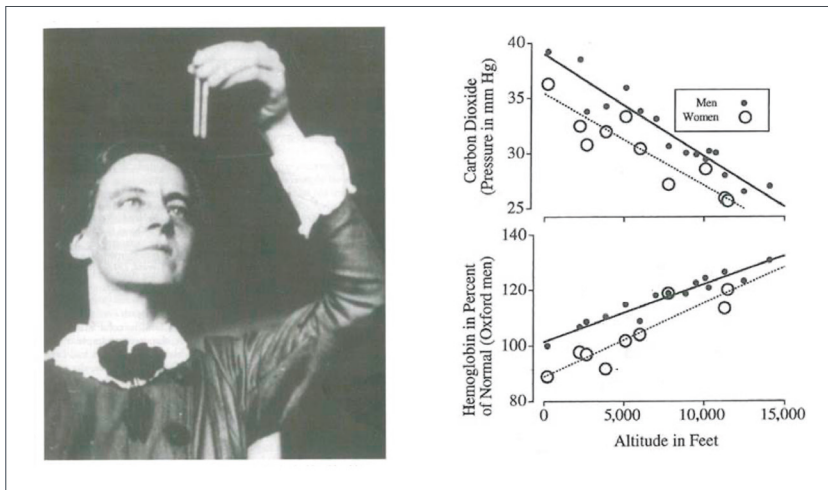 40
35
30
25
Carbon Dioxide
(Pressure in mm Hg)
Men
Women
140
120
100
80
Hemoglobin in Percent
of Normal (Oxford men)
0
5,000
10,000
15,000
Altitude in Feet